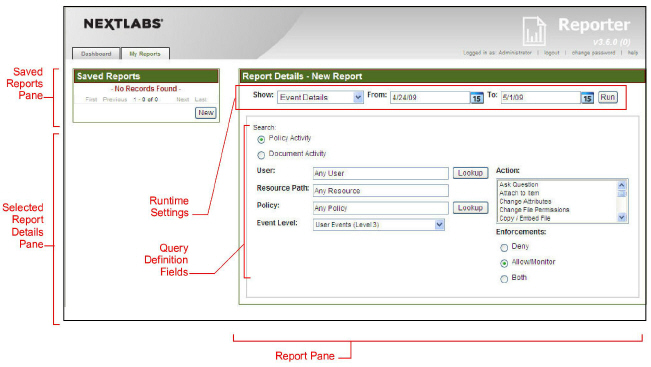 NEXTLABS
Reporter
v3.6.0 (0)
Dashboard
My Reports
Logged in as: Administrator | logout | change password | help
Saved Reports Pane
Saved Reports
- No Records Found -
First Previous 1 - 0 of 0 Next Last
New
Report Details - New Report
Show: Event Details From: 4/24/09 15 To: 5/1/09 15 Run
Search:
Policy Activity
Document Activity
User: Any User Lookup
Resource Path: Any Resource
Policy: Any Policy Lookup
Event Level: User Events (Level 3)
Action:
Ask Question
Attach to Item
Change Attributes
Change File Permissions
Copy / Embed File
Enforcements:
Deny
Allow/Monitor
Both
Selected Report Details Pane
Runtime Settings
Query Definition Fields
Report Pane